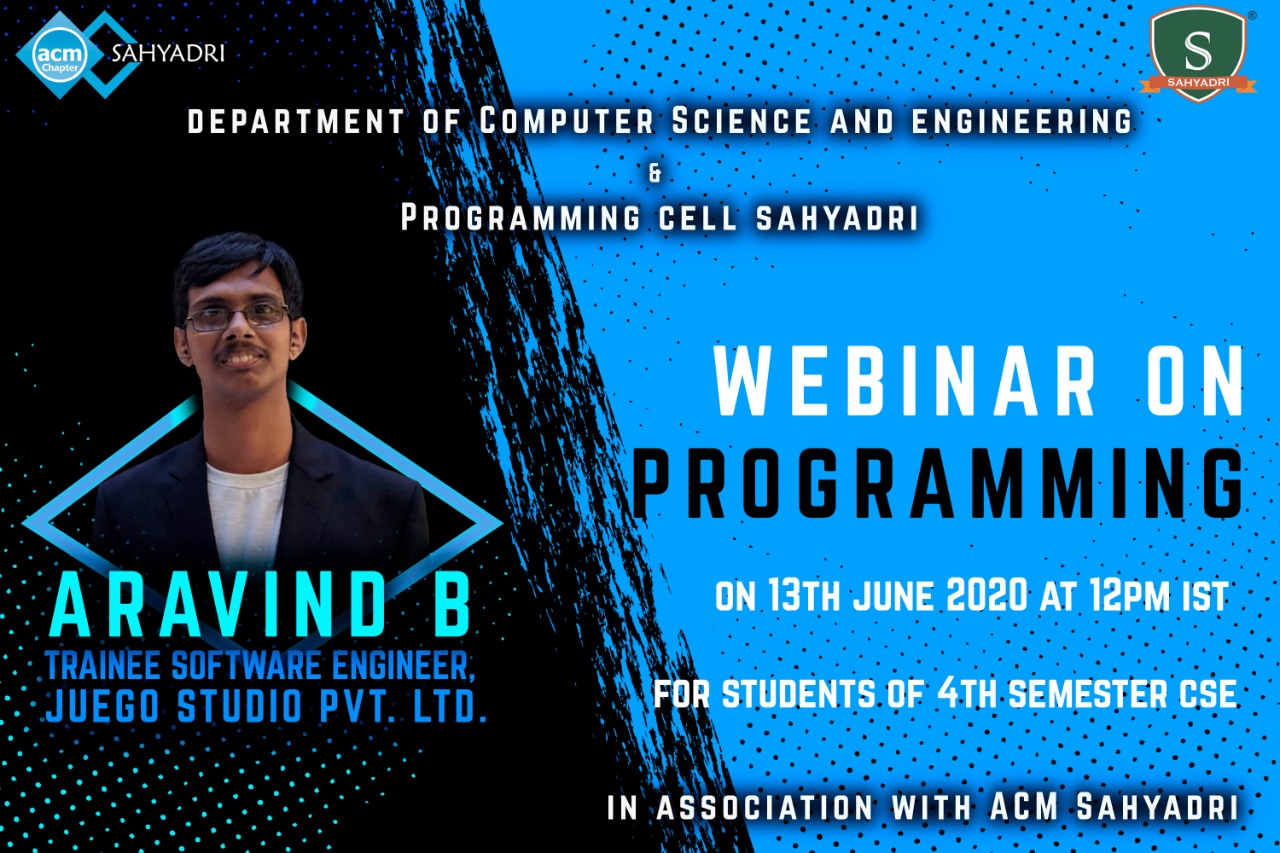 acm
Chapter
SAHYADRI
S
®
SAHYADRI
DEPARTMENT OF COMPUTER SCIENCE AND ENGINEERING
&
PROGRAMMING CELL SAHYADRI
WEBINAR ON
PROGRAMMING
ON 13TH JUNE 2020 AT 12PM IST
FOR STUDENTS OF 4TH SEMESTER CSE
ARAVIND B
TRAINEE SOFTWARE ENGINEER,
JUEGO STUDIO PVT. LTD.
IN ASSOCIATION WITH ACM SAHYADRI